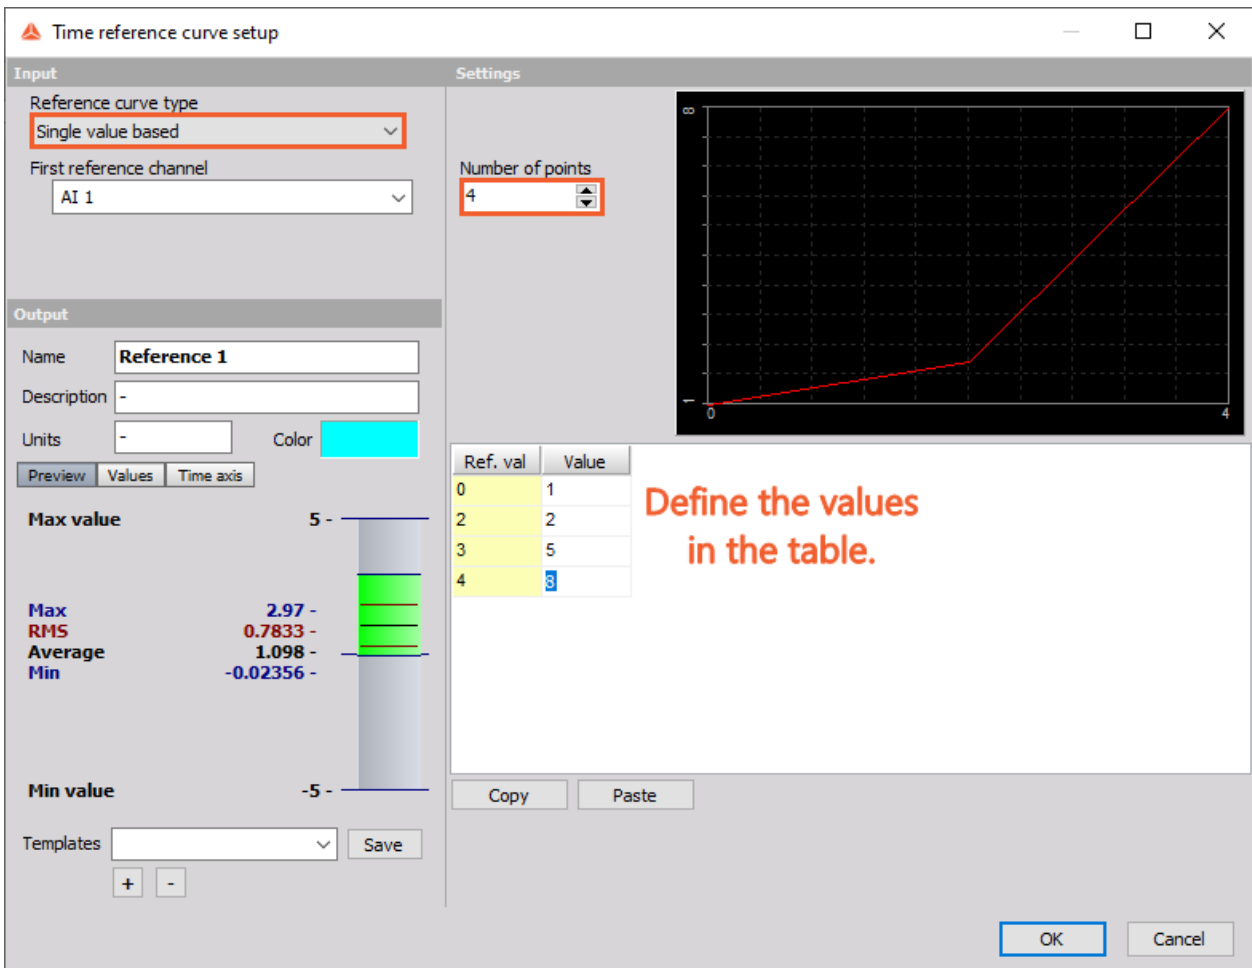 Time reference curve setup
Input
Reference curve type
Single value based
First reference channel
AI 1
Settings
Number of points
4
8
1
0
4
Output
Name
Reference 1
Description
-
Units
-
Color
Preview
Values
Time axis
Max value
5 -
Max
2.97 -
RMS
0.7833 -
Average
1.098 -
Min
-0.02356 -
Min value
-5 -
Templates
Save
+
-
Ref. val
Value
0
1
2
2
3
5
4
8
Define the values
in the table.
Copy
Paste
OK
Cancel